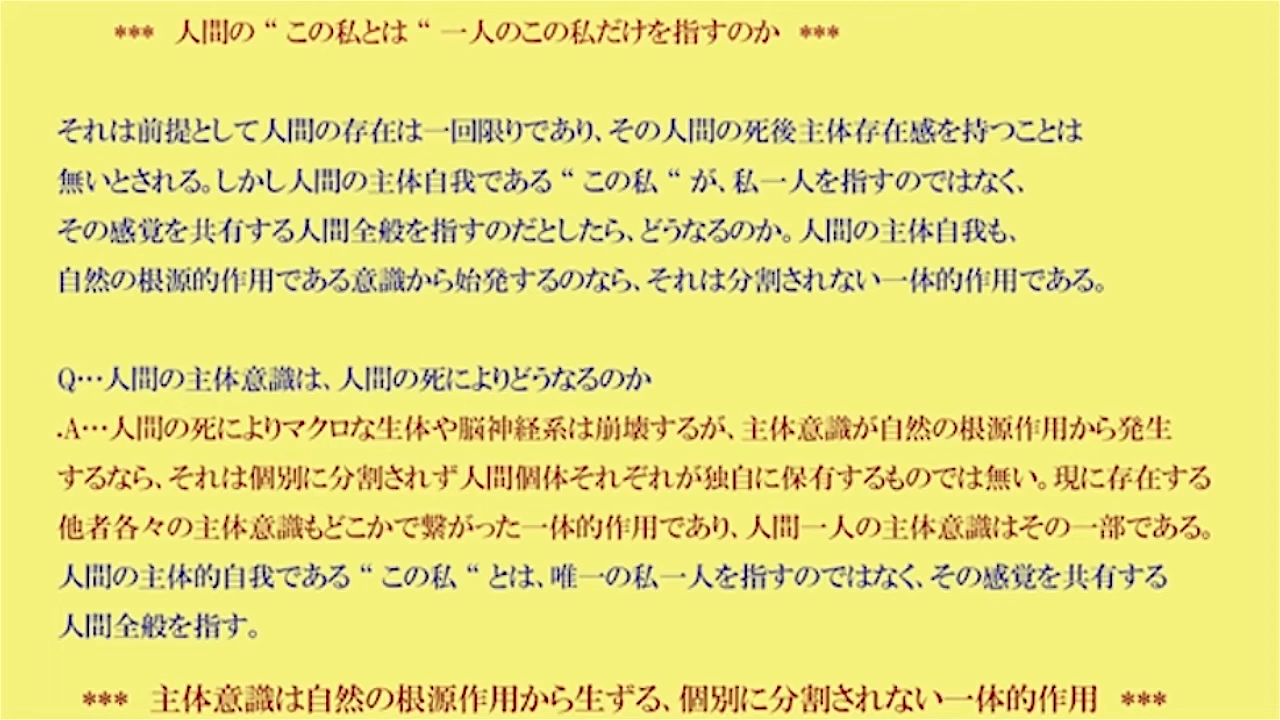 *** 人間の “ この私とは “ 一人のこの私だけを指すのか ***
それは前提として人間の存在は一回限りであり、その人間の死後主体存在感を持つことは
無いとされる。しかし人間の主体自我である “ この私 “ が、私一人を指すのではなく、
その感覚を共有する人間全般を指すのだとしたら、どうなるのか。人間の主体自我も、
自然の根源的作用である意識から始発するのなら、それは分割されない一体的作用である。
Q…人間の主体意識は、人間の死によりどうなるのか
.A…人間の死によりマクロな生体や脳神経系は崩壊するが、主体意識が自然の根源作用から発生
するなら、それは個別に分割されず人間個体それぞれが独自に保有するものでは無い。現に存在する
他者各々の主体意識もどこかで繋がった一体的作用であり、人間一人の主体意識はその一部である。
人間の主体的自我である “ この私 “ とは、唯一の私一人を指すのではなく、その感覚を共有する
人間全般を指す。
*** 主体意識は自然の根源作用から生ずる、個別に分割されない一体的作用 ***